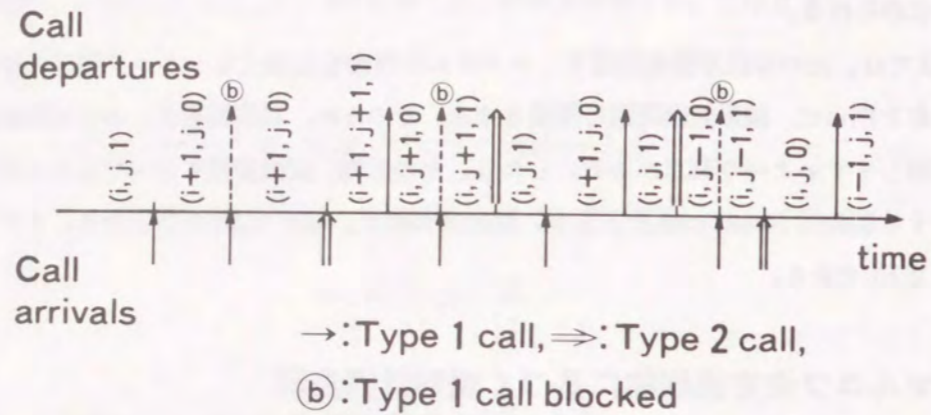 Call
departures
ⓑ ⓑ ⓑ
(i, j, 1)
(i+1, j, 0)
(i+1, j, 0)
(i+1, j+1, 0)
(i, j+1, 0)
(i, j+1, 1)
(i, j, 1)
(i+1, j, 0)
(i, j, 1)
(i, j−1, 0)
(i, j−1, 1)
(i, j, 0)
(i−1, j, 1)
time
Call
arrivals
→:Type 1 call, ⇒: Type 2 call,
ⓑ:Type 1 call blocked